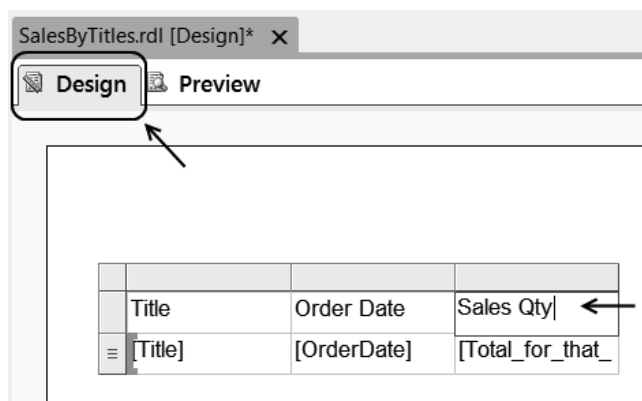 SalesByTitles.rdl [Design]* ✕
Design Preview
Title Order Date Sales Qty
[Title] [OrderDate] [Total_for_that_